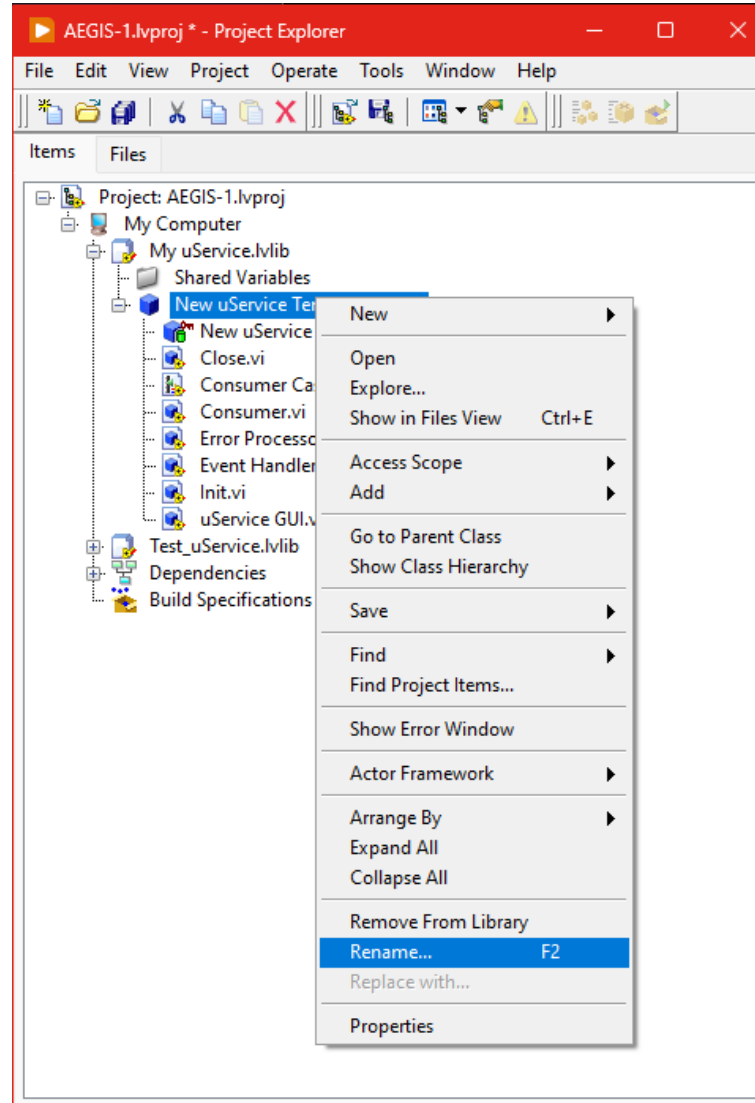 AEGIS-1.lvproj * - Project Explorer
File Edit View Project Operate Tools Window Help
Items Files
Project: AEGIS-1.lvproj
My Computer
My uService.lvlib
Shared Variables
New uService
New uService
Close.vi
Consumer
Consumer.vi
Error
Event Handler
Init.vi
uService
Test_uService.lvlib
Dependencies
Build Specifications
New
Open
Explore...
Show in Files View Ctrl+E
Access Scope
Add
Go to Parent Class
Show Class Hierarchy
Save
Find
Find Project Items...
Show Error Window
Actor Framework
Arrange By
Expand All
Collapse All
Remove From Library
Rename... F2
Replace with...
Properties